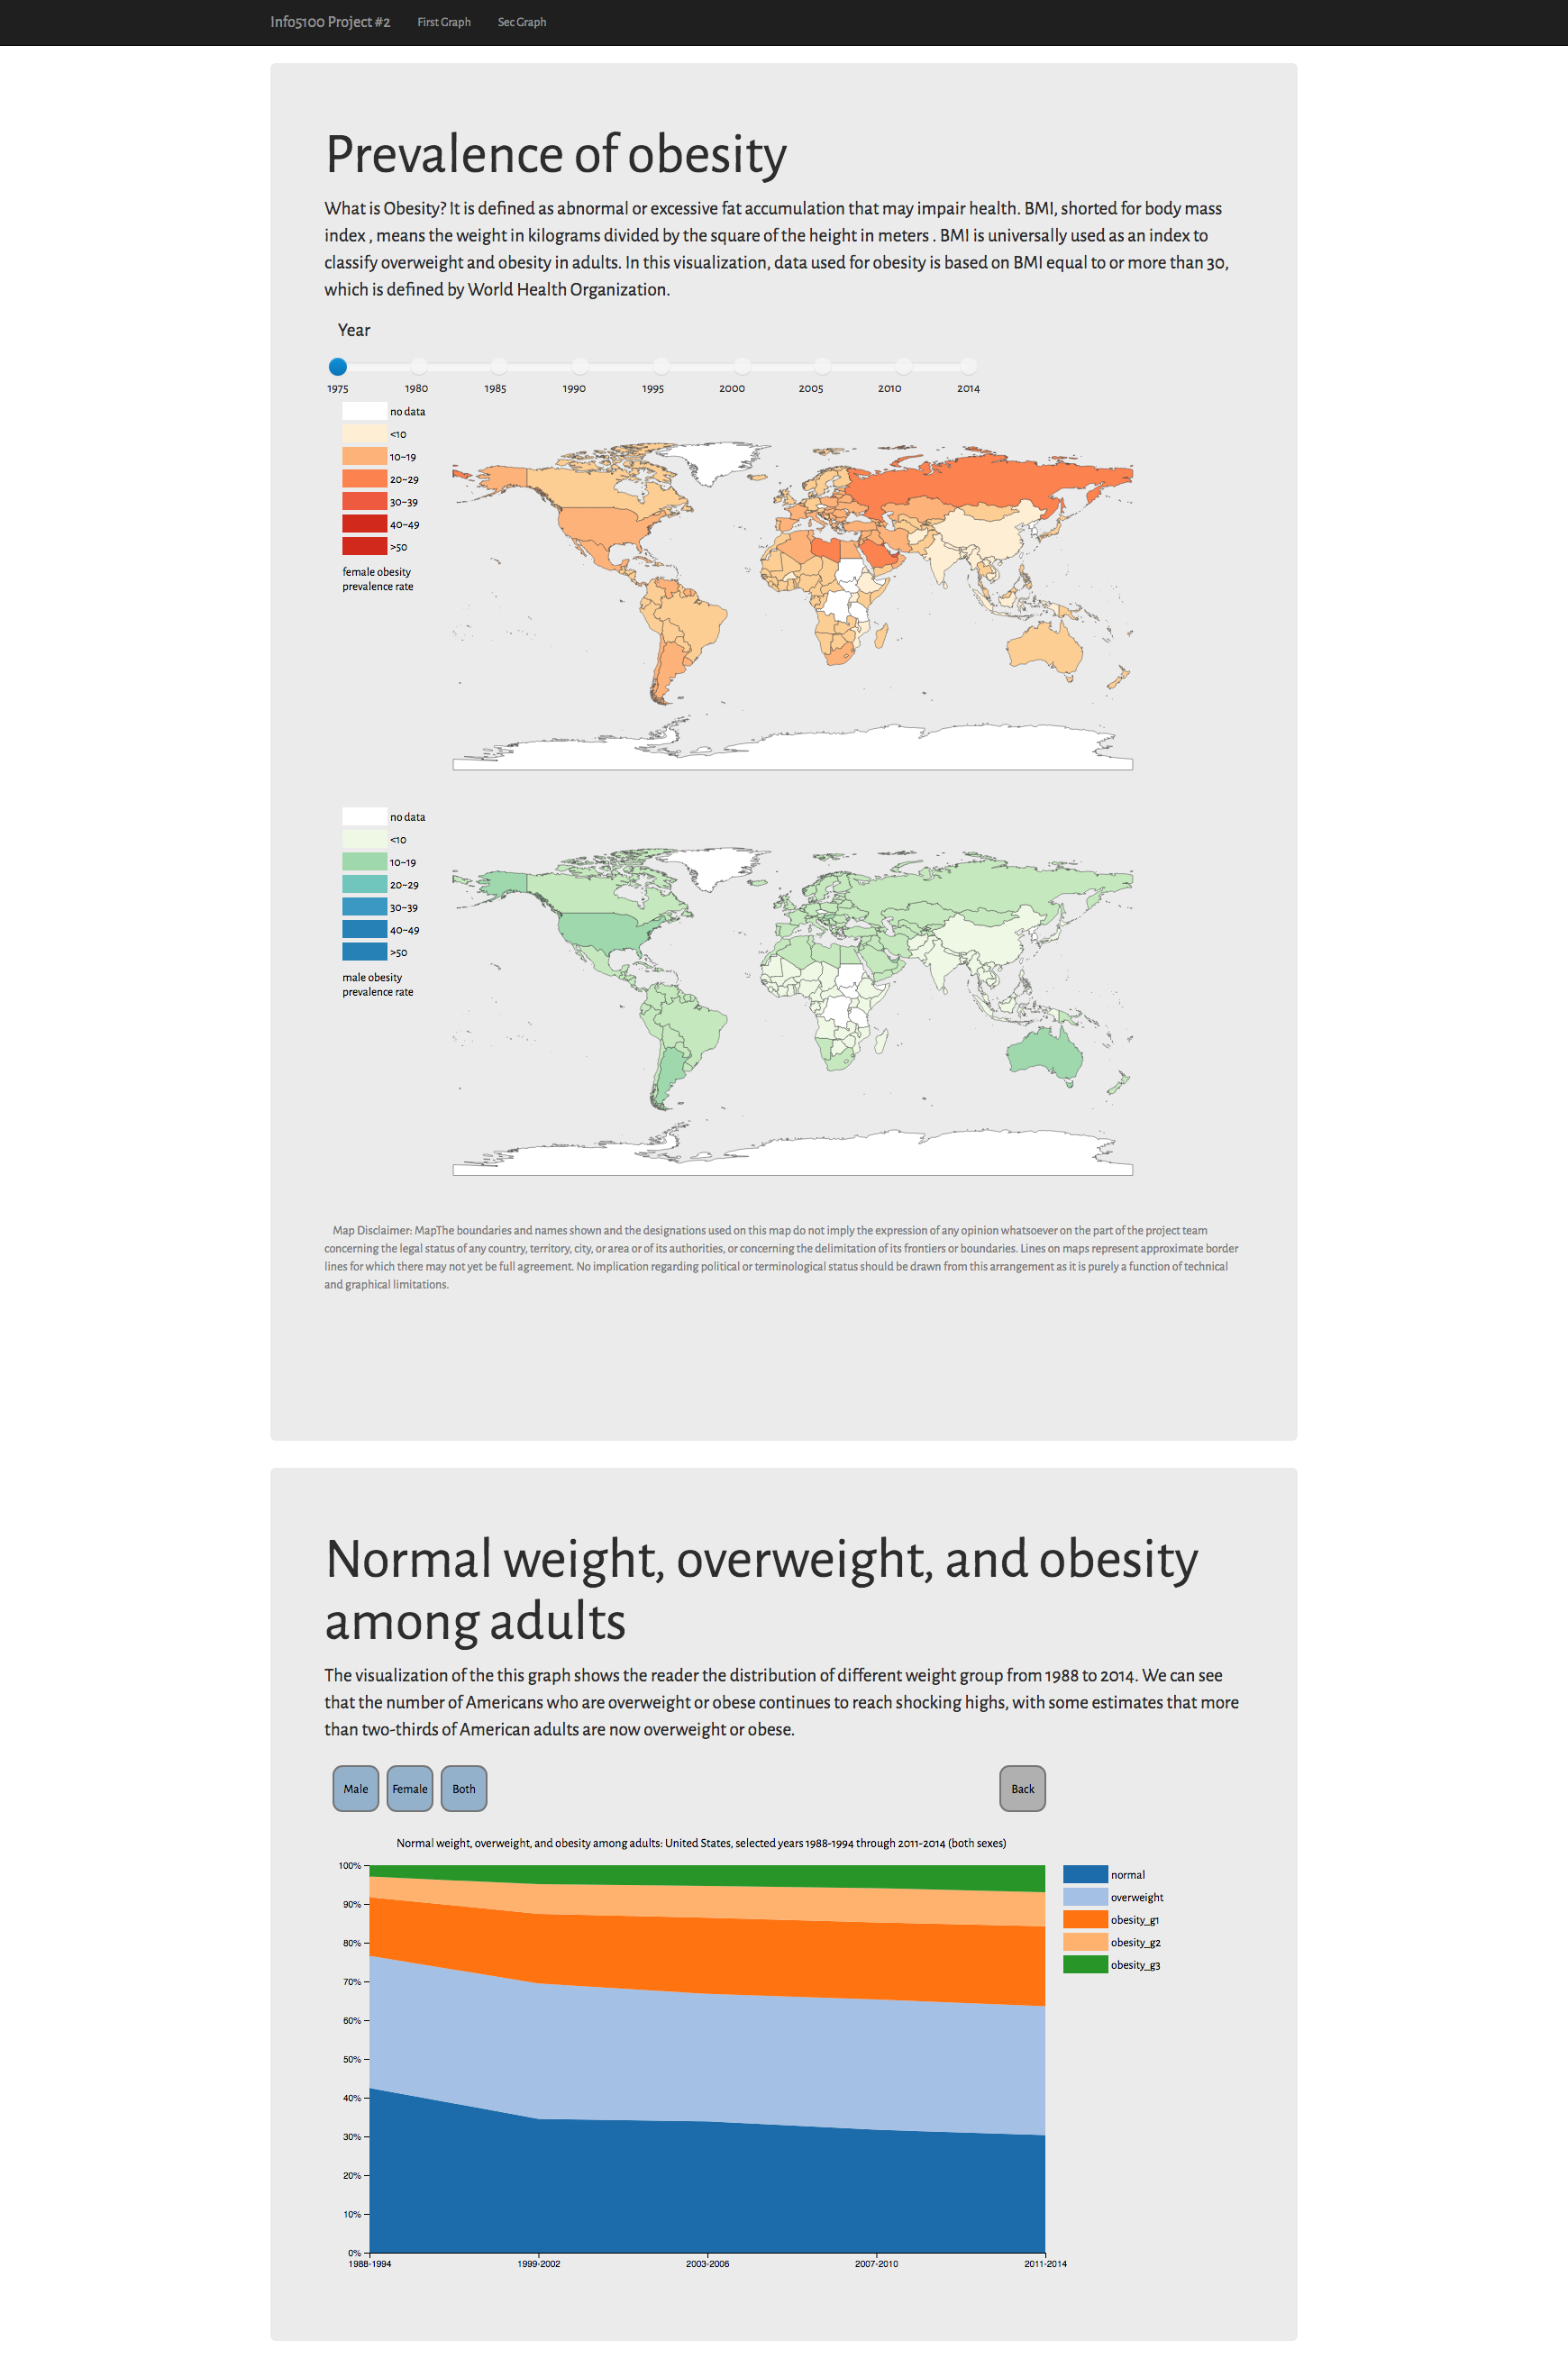 Info5100 Project #2 First Graph Sec Graph
Prevalence of obesity
What is Obesity? It is defined as abnormal or excessive fat accumulation that may impair health. BMI, shorted for body mass
index , means the weight in kilograms divided by the square of the height in meters . BMI is universally used as an index to
classify overweight and obesity in adults. In this visualization, data used for obesity is based on BMI equal to or more than 30,
which is defined by World Health Organization.
Year
1975 1980 1985 1990 1995 2000 2005 2010 2014
no data
<10
10~19
20~29
30~39
40~49
>50
female obesity
prevalence rate
no data
<10
10~19
20~29
30~39
40~49
>50
male obesity
prevalence rate
Map Disclaimer: MapThe boundaries and names shown and the designations used on this map do not imply the expression of any opinion whatsoever on the part of the project team
concerning the legal status of any country, territory, city, or area or of its authorities, or concerning the delimitation of its frontiers or boundaries. Lines on maps represent approximate border
lines for which there may not yet be full agreement. No implication regarding political or terminological status should be drawn from this arrangement as it is purely a function of technical
and graphical limitations.
Normal weight, overweight, and obesity
among adults
The visualization of the this graph shows the reader the distribution of different weight group from 1988 to 2014. We can see
that the number of Americans who are overweight or obese continues to reach shocking highs, with some estimates that more
than two-thirds of American adults are now overweight or obese.
Male Female Both Back
Normal weight, overweight, and obesity among adults: United States, selected years 1988-1994 through 2011-2014 (both sexes)
100%
90%
80%
70%
60%
50%
40%
30%
20%
10%
0%
1988-1994 1999-2002 2003-2006 2007-2010 2011-2014
normal
overweight
obesity_g1
obesity_g2
obesity_g3